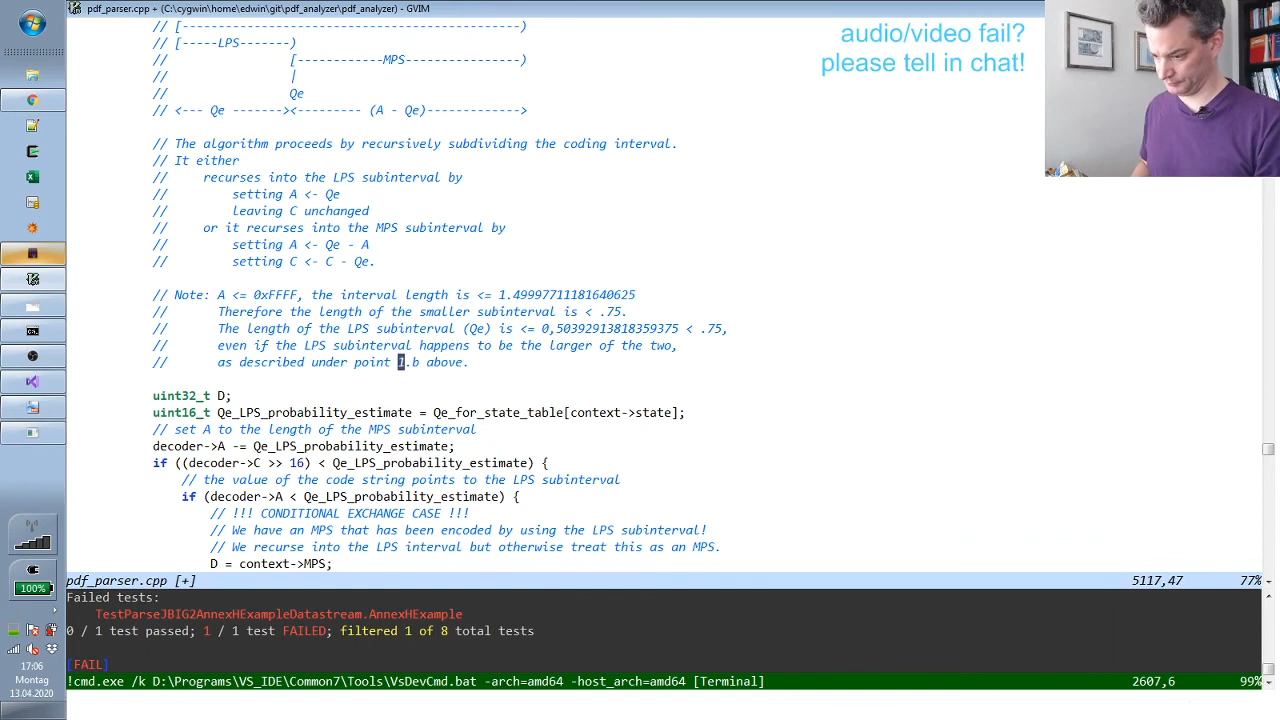 pdf_parser.cpp + (C:\cygwin\home\edwin\git\pdf_analyzer\pdf_analyzer) - GVIM
audio/video fail?
please tell in chat!
// [-----------------------------------------------)
// [-----LPS-------)
//                 [------------MPS----------------)
//                 |
//                 Qe
// <--- Qe -------><--------- (A - Qe)------------->
// The algorithm proceeds by recursively subdividing the coding interval.
// It either
//     recurses into the LPS subinterval by
//         setting A <- Qe
//         leaving C unchanged
//     or it recurses into the MPS subinterval by
//         setting A <- Qe - A
//         setting C <- C - Qe.
// Note: A <= 0xFFFF, the interval length is <= 1.49997711181640625
//       Therefore the length of the smaller subinterval is < .75.
//       The length of the LPS subinterval (Qe) is <= 0,50392913818359375 < .75,
//       even if the LPS subinterval happens to be the larger of the two,
//       as described under point 1.b above.
uint32_t D;
uint16_t Qe_LPS_probability_estimate = Qe_for_state_table[context->state];
// set A to the length of the MPS subinterval
decoder->A -= Qe_LPS_probability_estimate;
if ((decoder->C >> 16) < Qe_LPS_probability_estimate) {
// the value of the code string points to the LPS subinterval
if (decoder->A < Qe_LPS_probability_estimate) {
// !!! CONDITIONAL EXCHANGE CASE !!!
// We have an MPS that has been encoded by using the LPS subinterval!
// We recurse into the LPS interval but otherwise treat this as an MPS.
D = context->MPS;
pdf_parser.cpp [+] 5117,47 77%
Failed tests:
TestParseJBIG2AnnexHExampleDatastream.AnnexHExample
0 / 1 test passed; 1 / 1 test FAILED; filtered 1 of 8 total tests
[FAIL]
!cmd.exe /k D:\Programs\VS_IDE\Common7\Tools\VsDevCmd.bat -arch=amd64 -host_arch=amd64 [Terminal] 2607,6 99%
100%
17:06
Montag
13.04.2020